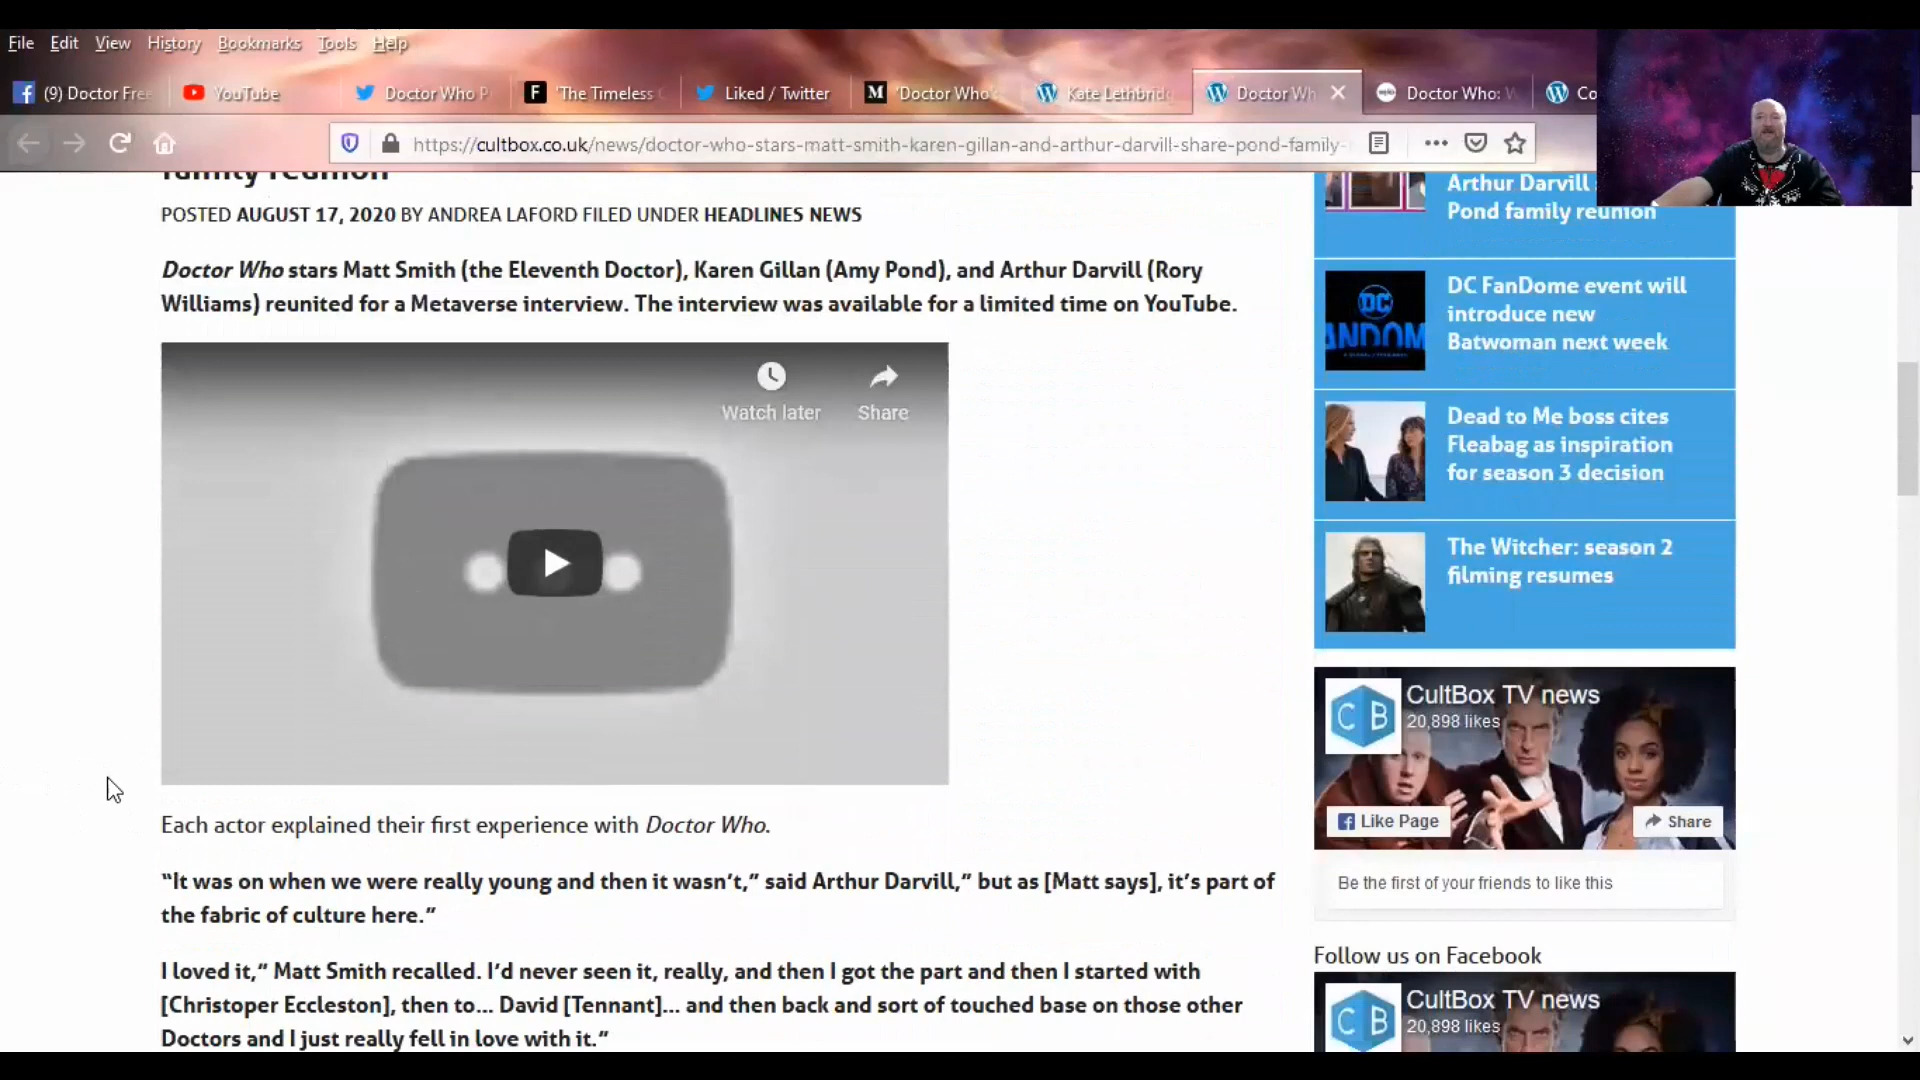 File Edit View History Bookmarks Tools Help
(9) Doctor Free
YouTube
Doctor Who P
'The Timeless C
Liked / Twitter
'Doctor Who's
Kate Lethbridg
Doctor Wh
Doctor Who: W
Co
https://cultbox.co.uk/news/doctor-who-stars-matt-smith-karen-gillan-and-arthur-darvill-share-pond-family-
family reunion
POSTED AUGUST 17, 2020 BY ANDREA LAFORD FILED UNDER HEADLINES NEWS
Doctor Who stars Matt Smith (the Eleventh Doctor), Karen Gillan (Amy Pond), and Arthur Darvill (Rory
Williams) reunited for a Metaverse interview. The interview was available for a limited time on YouTube.
Watch later
Share
Each actor explained their first experience with Doctor Who.
“It was on when we were really young and then it wasn’t,” said Arthur Darvill,” but as [Matt says], it’s part of
the fabric of culture here.”
I loved it,” Matt Smith recalled. I’d never seen it, really, and then I got the part and then I started with
[Christoper Eccleston], then to… David [Tennant]… and then back and sort of touched base on those other
Doctors and I just really fell in love with it.”
Arthur Darvill
Pond family reunion
DC
ANDOM
DC FanDome event will
introduce new
Batwoman next week
Dead to Me boss cites
Fleabag as inspiration
for season 3 decision
The Witcher: season 2
filming resumes
CB
CultBox TV news
20,898 likes
Like Page
Share
Be the first of your friends to like this
Follow us on Facebook
CB
CultBox TV news
20,898 likes